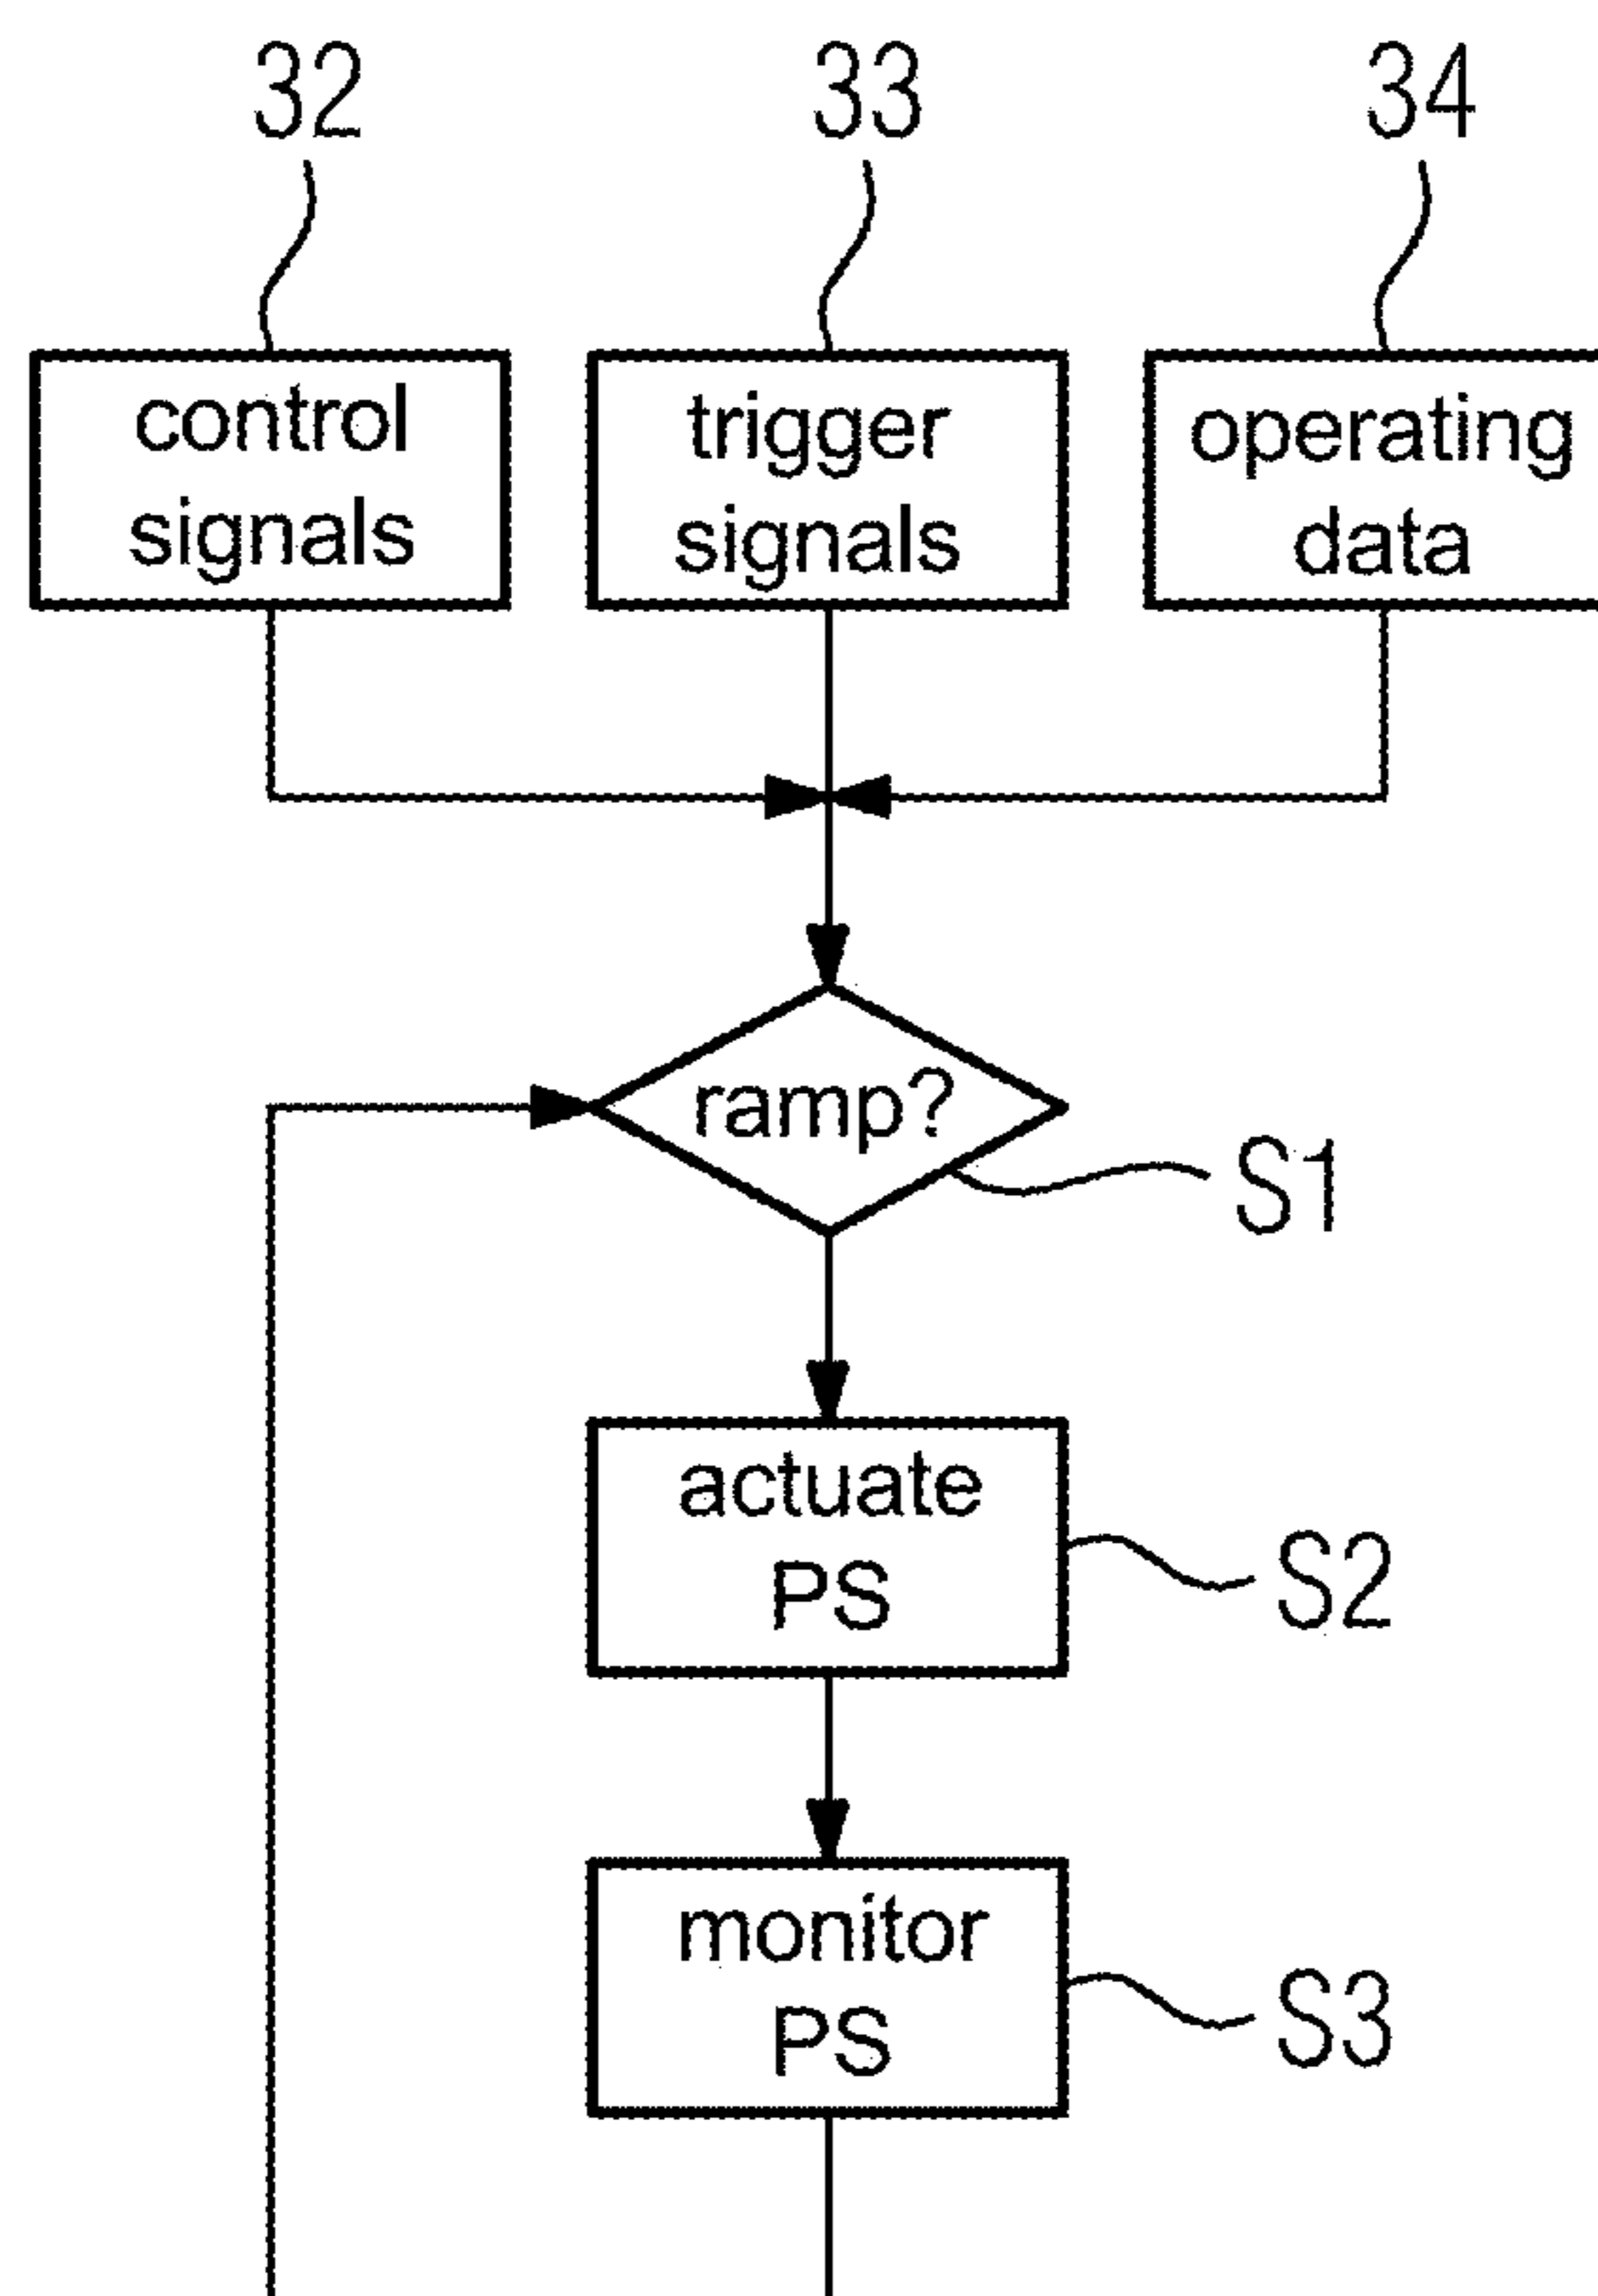 32
33
34
control
signals
trigger
signals
operating
data
ramp?
S1
actuate
PS
S2
monitor
PS
S3